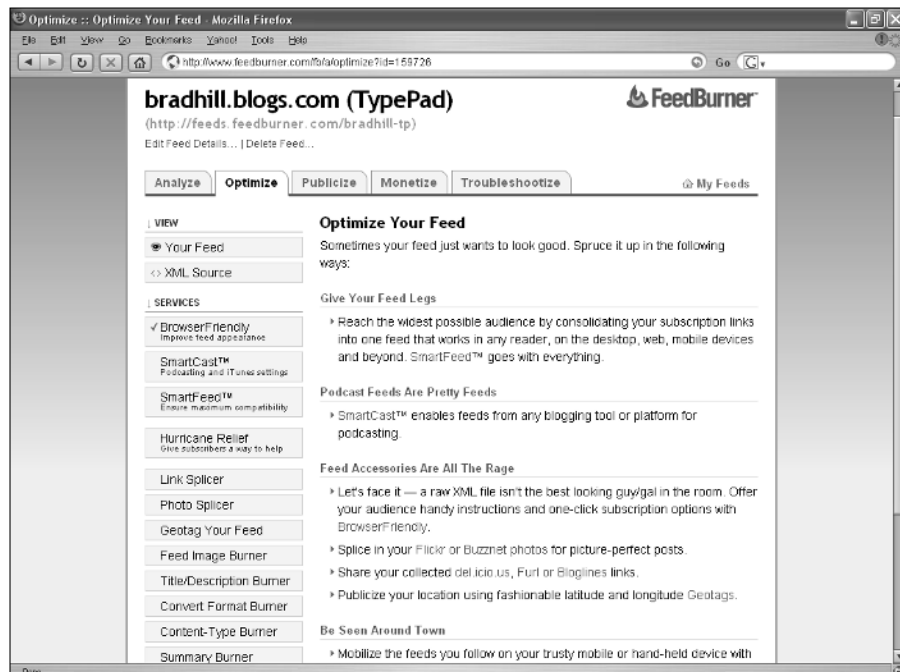 Optimize :: Optimize Your Feed - Mozilla Firefox
File Edit View Go Bookmarks Yahoo! Tools Help
http://www.feedburner.com/fb/a/optimize?id=159726
Go
bradhill.blogs.com (TypePad)
FeedBurner
(http://feeds.feedburner.com/bradhill-tp)
Edit Feed Details... | Delete Feed...
Analyze Optimize Publicize Monetize Troubleshootize
My Feeds
VIEW
Your Feed
<> XML Source
SERVICES
✓ BrowserFriendly
Improve feed appearance
SmartCast™
Podcasting and iTunes settings
SmartFeed™
Ensure maximum compatibility
Hurricane Relief
Give subscribers a way to help
Link Splicer
Photo Splicer
Geotag Your Feed
Feed Image Burner
Title/Description Burner
Convert Format Burner
Content-Type Burner
Summary Burner
Optimize Your Feed
Sometimes your feed just wants to look good. Spruce it up in the following
ways:
Give Your Feed Legs
Reach the widest possible audience by consolidating your subscription links
into one feed that works in any reader, on the desktop, web, mobile devices
and beyond. SmartFeed™ goes with everything.
Podcast Feeds Are Pretty Feeds
SmartCast™ enables feeds from any blogging tool or platform for
podcasting.
Feed Accessories Are All The Rage
Let's face it — a raw XML file isn't the best looking guy/gal in the room. Offer
your audience handy instructions and one-click subscription options with
BrowserFriendly.
Splice in your Flickr or Buzznet photos for picture-perfect posts.
Share your collected del.icio.us, Furl or Bloglines links.
Publicize your location using fashionable latitude and longitude Geotags.
Be Seen Around Town
Mobilize the feeds you follow on your trusty mobile or hand-held device with